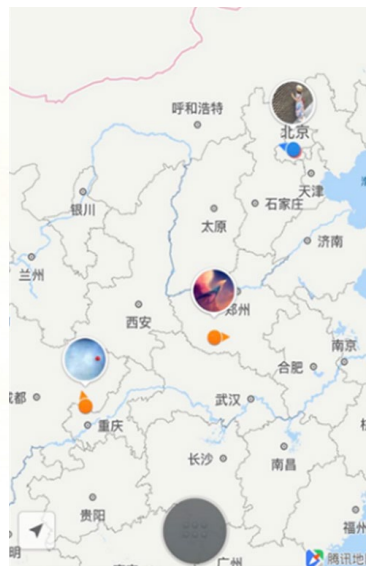 呼和浩特
北京
天津
银川
石家庄
太原
济南
兰州
郑州
西安
南京
合肥
成都
武汉
重庆
长沙
南昌
贵阳
福州
广州
腾讯地